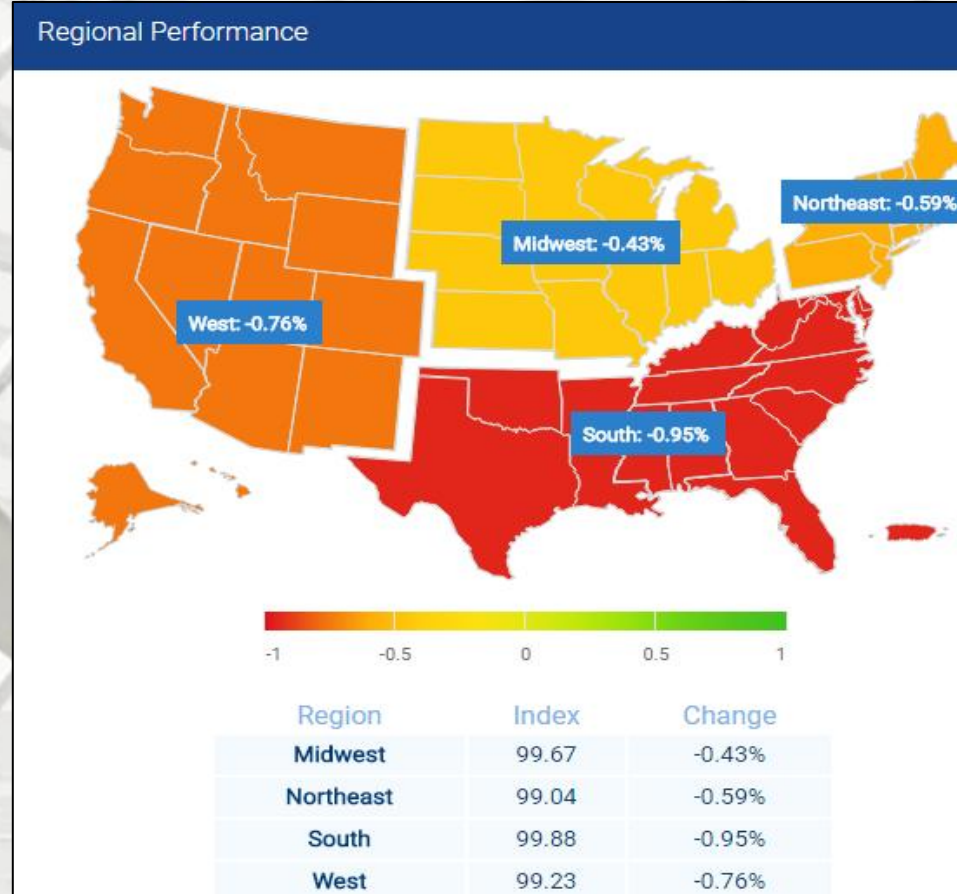 Regional Performance
Northeast: -0.59%
Midwest: -0.43%
West: -0.76%
South: -0.95%
-1 -0.5 0 0.5 1
Region Index Change
Midwest 99.67 -0.43%
Northeast 99.04 -0.59%
South 99.88 -0.95%
West 99.23 -0.76%